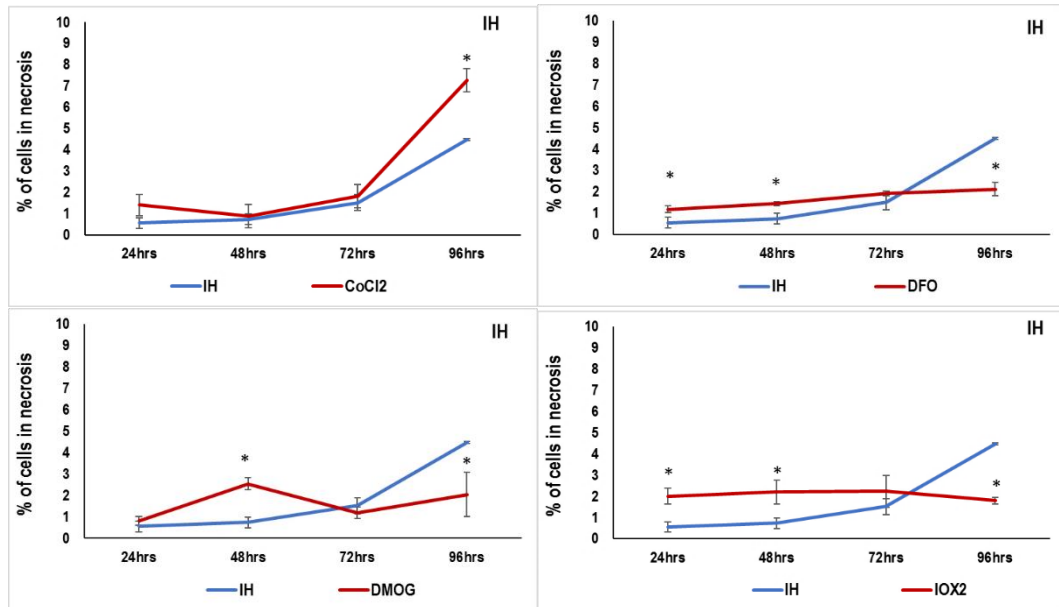 IH
% of cells in necrosis
10
9
8
7
6
5
4
3
2
1
0
*
24hrs 48hrs 72hrs 96hrs
IH CoCl2
IH
% of cells in necrosis
10
9
8
7
6
5
4
3
2
1
0
* * *
24hrs 48hrs 72hrs 96hrs
IH DFO
IH
% of cells in necrosis
10
9
8
7
6
5
4
3
2
1
0
* *
24hrs 48hrs 72hrs 96hrs
IH DMOG
IH
% of cells in necrosis
10
9
8
7
6
5
4
3
2
1
0
* * *
24hrs 48hrs 72hrs 96hrs
IH IOX2